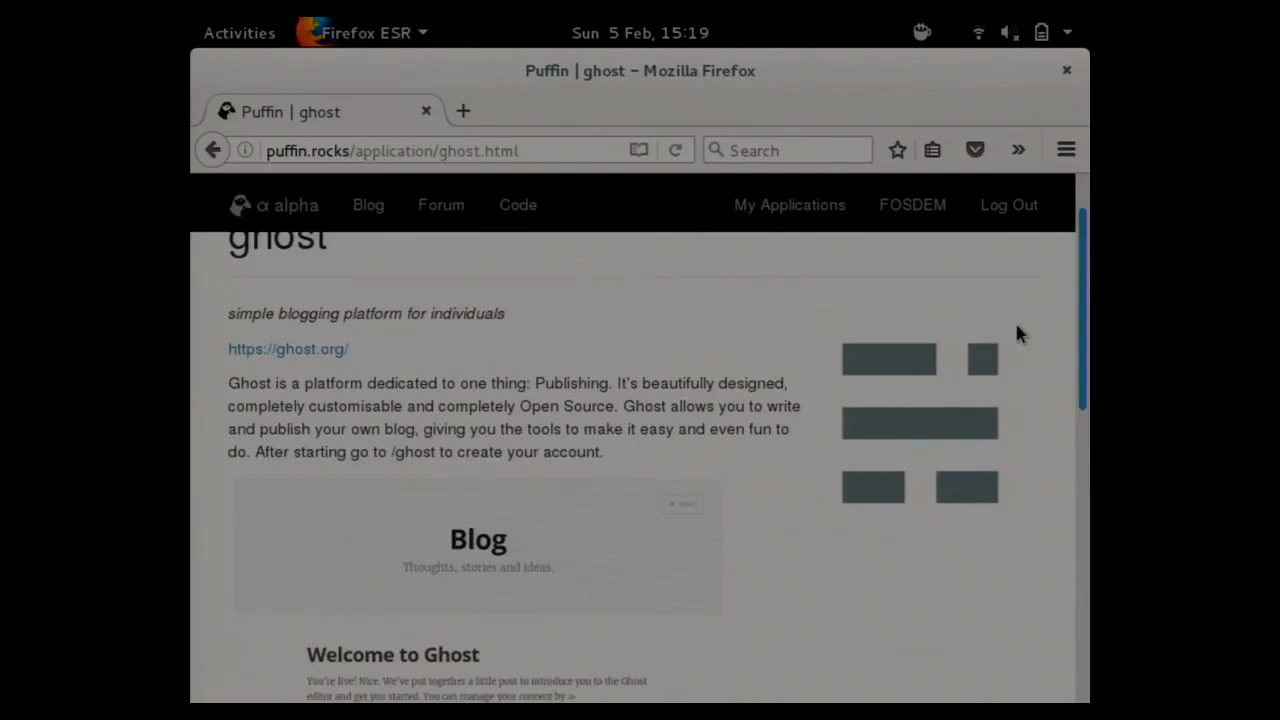 Activities
Firefox ESR
Sun 5 Feb, 15:19
Puffin | ghost – Mozilla Firefox
Puffin | ghost
puffin.rocks/application/ghost.html
Search
α alpha
Blog
Forum
Code
My Applications
FOSDEM
Log Out
ghost
simple blogging platform for individuals
https://ghost.org/
Ghost is a platform dedicated to one thing: Publishing. It's beautifully designed,
completely customisable and completely Open Source. Ghost allows you to write
and publish your own blog, giving you the tools to make it easy and even fun to
do. After starting go to /ghost to create your account.
Blog
Thoughts, stories and ideas.
Welcome to Ghost
You're live! Nice. We've put together a little post to introduce you to the Ghost
editor and get you started. You can manage your content by »